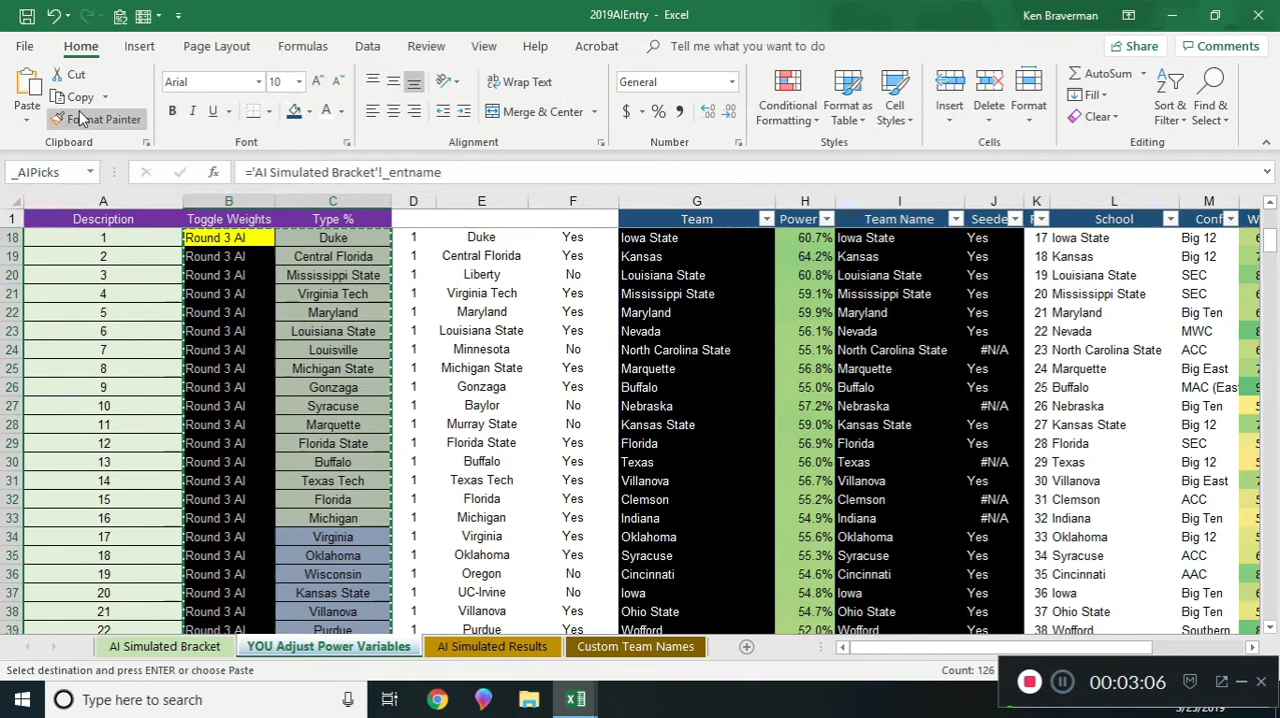 2019AIEntry - Excel
Ken Braverman
File Home Insert Page Layout Formulas Data Review View Help Acrobat Tell me what you want to do Share Comments
Paste Cut Copy Format Painter Clipboard
Arial 10 B I U Font
Wrap Text Merge & Center Alignment
General $ % Number
Conditional Formatting Format as Table Cell Styles Styles
Insert Delete Format Cells
AutoSum Fill Clear Sort & Filter Find & Select Editing
_AIPicks fx ='AI Simulated Bracket'!_entname
A B C D E F G H I J K L M
1 Description Toggle Weights Type % Team Power Team Name Seede School Conf W
18 1 Round 3 AI Duke 1 Duke Yes Iowa State 60.7% Iowa State Yes 17 Iowa State Big 12
19 2 Round 3 AI Central Florida 1 Central Florida Yes Kansas 64.2% Kansas Yes 18 Kansas Big 12
20 3 Round 3 AI Mississippi State 1 Liberty No Louisiana State 60.8% Louisiana State Yes 19 Louisiana State SEC
21 4 Round 3 AI Virginia Tech 1 Virginia Tech Yes Mississippi State 59.1% Mississippi State Yes 20 Mississippi State SEC
22 5 Round 3 AI Maryland 1 Maryland Yes Maryland 59.9% Maryland Yes 21 Maryland Big Ten
23 6 Round 3 AI Louisiana State 1 Louisiana State Yes Nevada 56.1% Nevada Yes 22 Nevada MWC
24 7 Round 3 AI Louisville 1 Minnesota No North Carolina State 55.1% North Carolina State #N/A 23 North Carolina State ACC
25 8 Round 3 AI Michigan State 1 Michigan State Yes Marquette 56.8% Marquette Yes 24 Marquette Big East
26 9 Round 3 AI Gonzaga 1 Gonzaga Yes Buffalo 55.0% Buffalo Yes 25 Buffalo MAC (East
27 10 Round 3 AI Syracuse 1 Baylor No Nebraska 57.2% Nebraska #N/A 26 Nebraska Big Ten
28 11 Round 3 AI Marquette 1 Murray State No Kansas State 59.0% Kansas State Yes 27 Kansas State Big 12
29 12 Round 3 AI Florida State 1 Florida State Yes Florida 56.9% Florida Yes 28 Florida SEC
30 13 Round 3 AI Buffalo 1 Buffalo Yes Texas 56.0% Texas #N/A 29 Texas Big 12
31 14 Round 3 AI Texas Tech 1 Texas Tech Yes Villanova 56.7% Villanova Yes 30 Villanova Big East
32 15 Round 3 AI Florida 1 Florida Yes Clemson 55.2% Clemson #N/A 31 Clemson ACC
33 16 Round 3 AI Michigan 1 Michigan Yes Indiana 54.9% Indiana #N/A 32 Indiana Big Ten
34 17 Round 3 AI Virginia 1 Virginia Yes Oklahoma 55.6% Oklahoma Yes 33 Oklahoma Big 12
35 18 Round 3 AI Oklahoma 1 Oklahoma Yes Syracuse 55.3% Syracuse Yes 34 Syracuse ACC
36 19 Round 3 AI Wisconsin 1 Oregon No Cincinnati 54.6% Cincinnati Yes 35 Cincinnati AAC
37 20 Round 3 AI Kansas State 1 UC-Irvine No Iowa 54.8% Iowa Yes 36 Iowa Big Ten
38 21 Round 3 AI Villanova 1 Villanova Yes Ohio State 54.7% Ohio State Yes 37 Ohio State Big Ten
39 22 Round 3 AI Purdue 1 Purdue Yes Wofford 52.0% Wofford Yes 38 Wofford Southern
AI Simulated Bracket YOU Adjust Power Variables AI Simulated Results Custom Team Names
Select destination and press ENTER or choose Paste Count: 126
Type here to search
00:03:06
3/25/2019